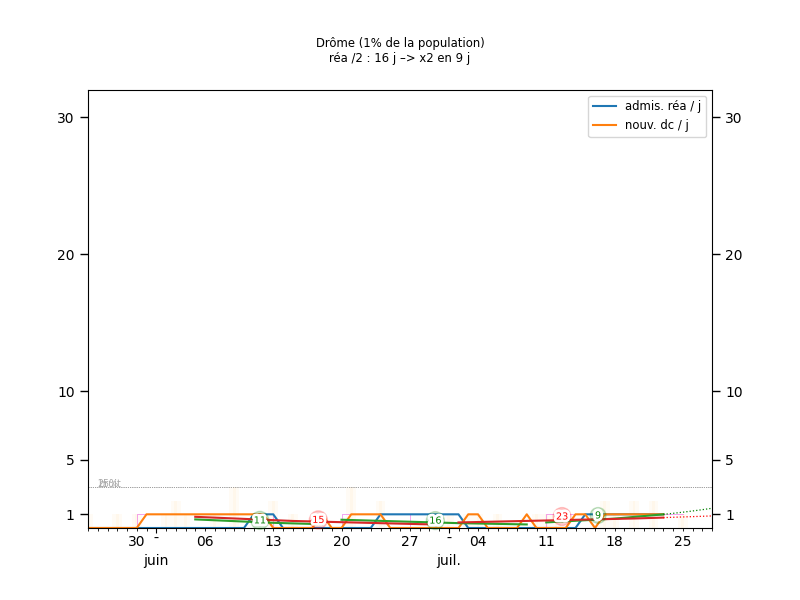 Drôme (1% de la population)
réa /2 : 16 j –> x2 en 9 j
admis. réa / j
nouv. dc / j
30 30
20 20
10 10
5 5
1 1
11 15 16 23 9
30 06 13 20 27 04 11 18 25
juin juil.